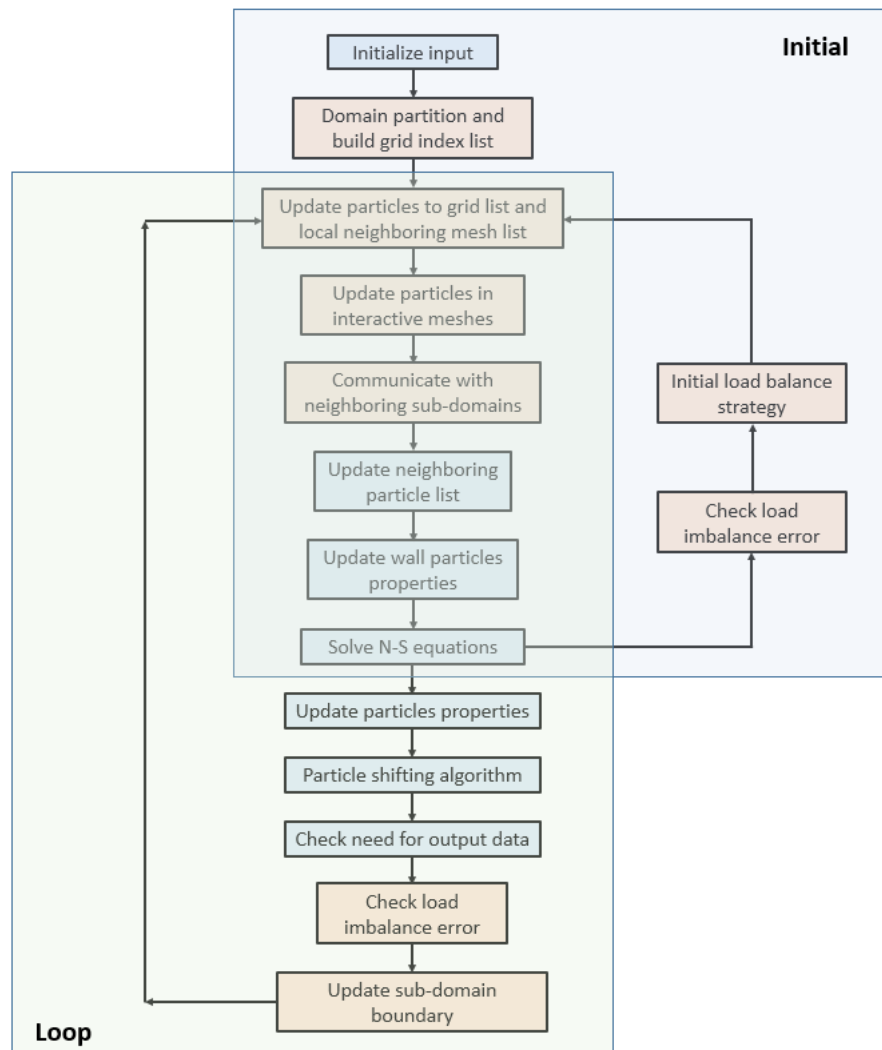 Initial
Initialize input
Domain partition and
build grid index list
Update particles to grid list and
local neighboring mesh list
Update particles in
interactive meshes
Communicate with
neighboring sub-domains
Initial load balance
strategy
Update neighboring
particle list
Check load
imbalance error
Update wall particles
properties
Solve N-S equations
Update particles properties
Particle shifting algorithm
Check need for output data
Check load
imbalance error
Update sub-domain
boundary
Loop